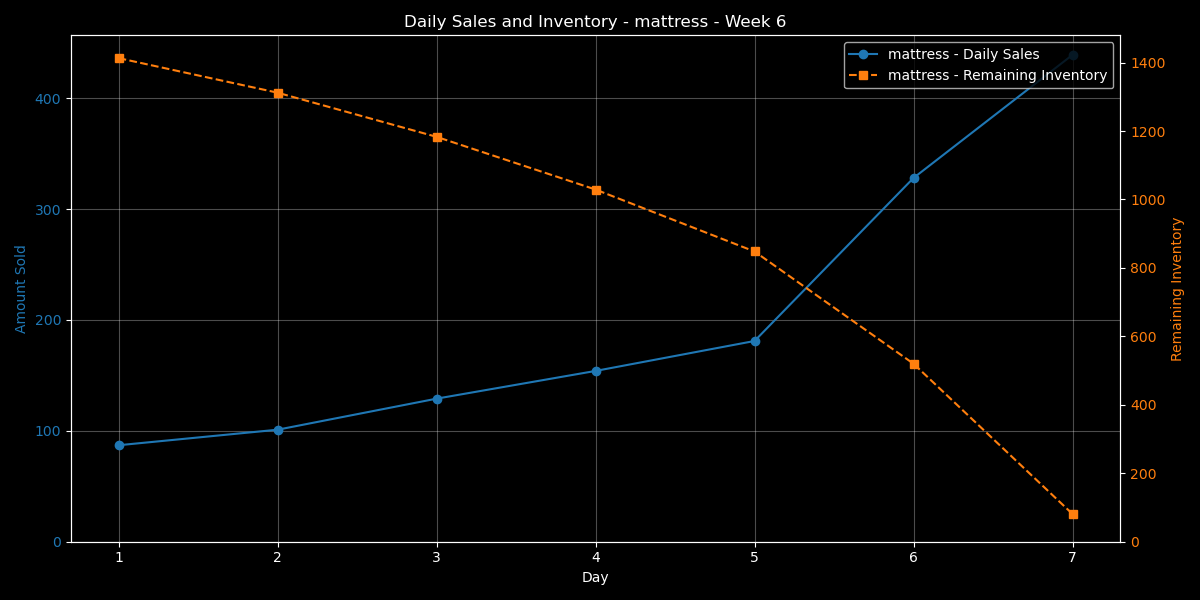 Daily Sales and Inventory - mattress - Week 6
mattress - Daily Sales
mattress - Remaining Inventory
Amount Sold
400
300
200
100
0
1400
1200
1000
800
600
400
200
0
Remaining Inventory
1 2 3 4 5 6 7
Day